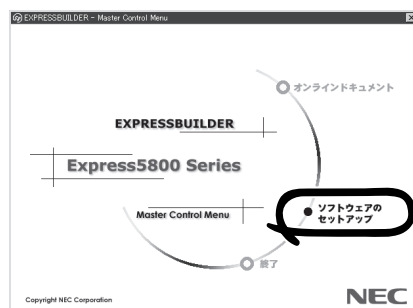 EXPRESSBUILDER - Master Control Menu
オンラインドキュメント
EXPRESSBUILDER
Express5800 Series
ソフトウェアの
セットアップ
Master Control Menu
終了
Copyright NEC Corporation
NEC